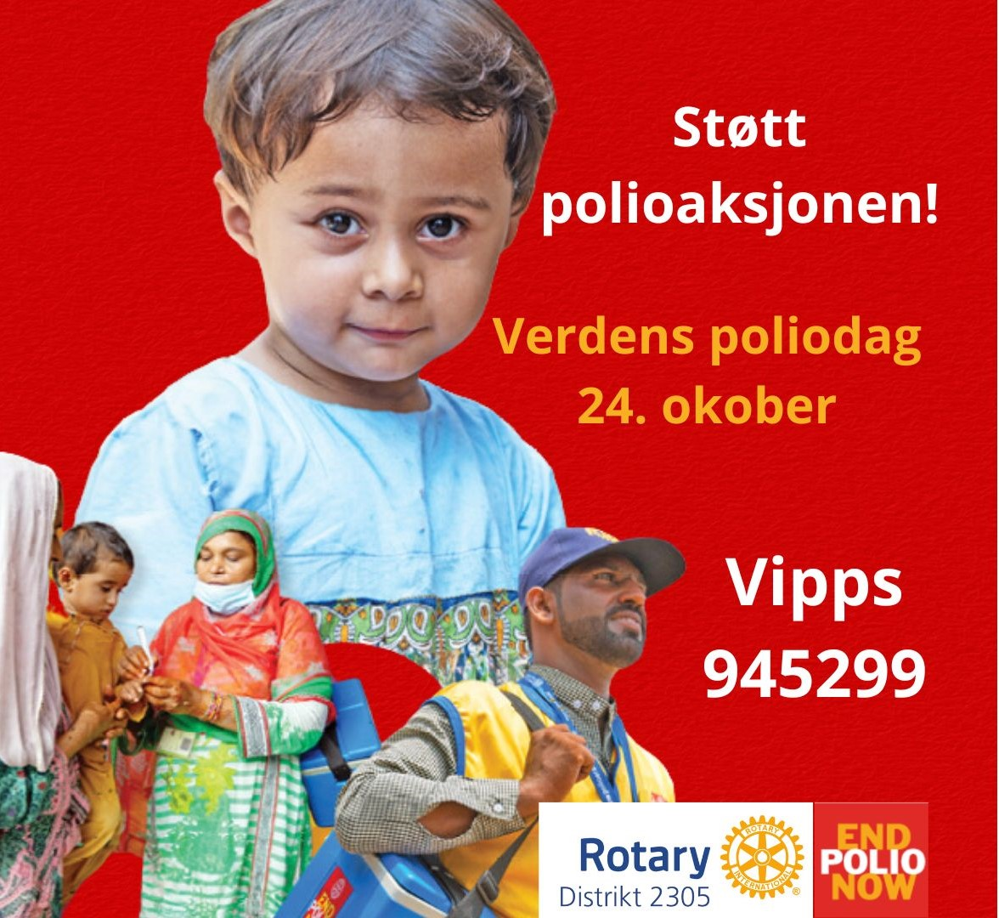 Støtt
polioaksjonen!
Verdens poliodag
24. okober
Vipps
945299
Rotary
Distrikt 2305
ROTARY
INTERNATIONAL
®
END
POLIO
NOW